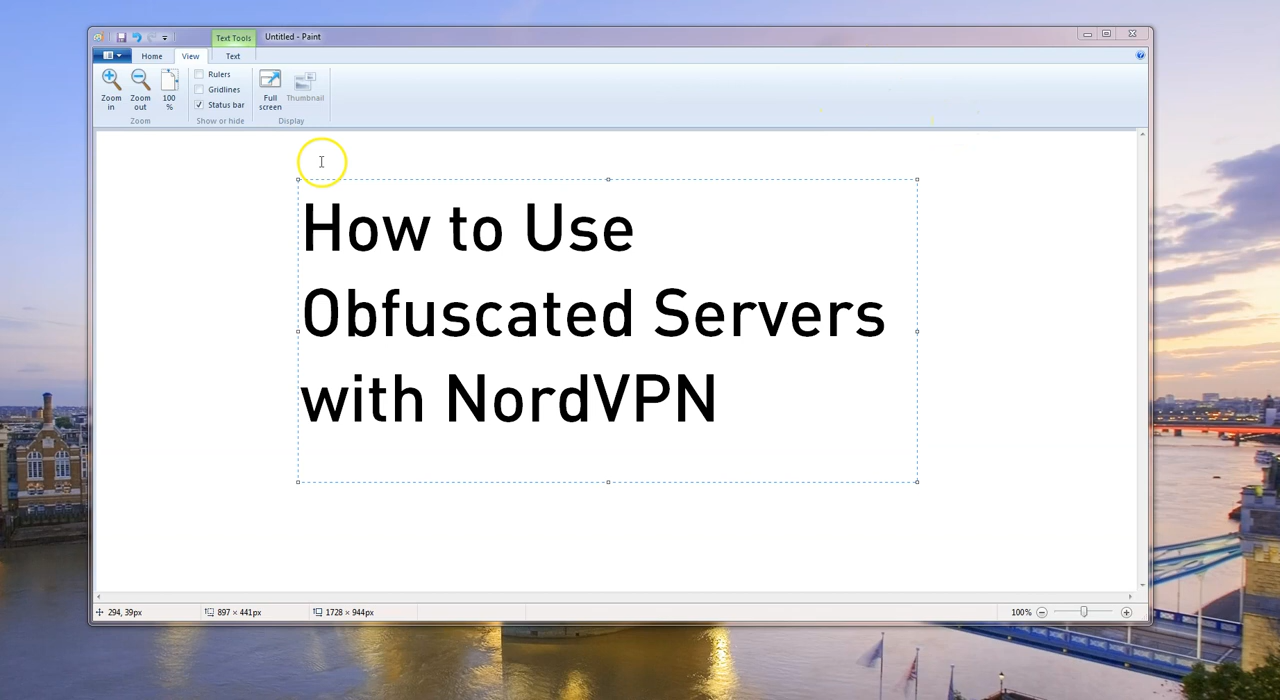 Text Tools
Untitled - Paint
Home
View
Text
Zoom in
Zoom out
100 %
Zoom
Rulers
Gridlines
Status bar
Show or hide
Full screen
Thumbnail
Display
How to Use
Obfuscated Servers
with NordVPN
294, 39px
897 × 441px
1728 × 944px
100%